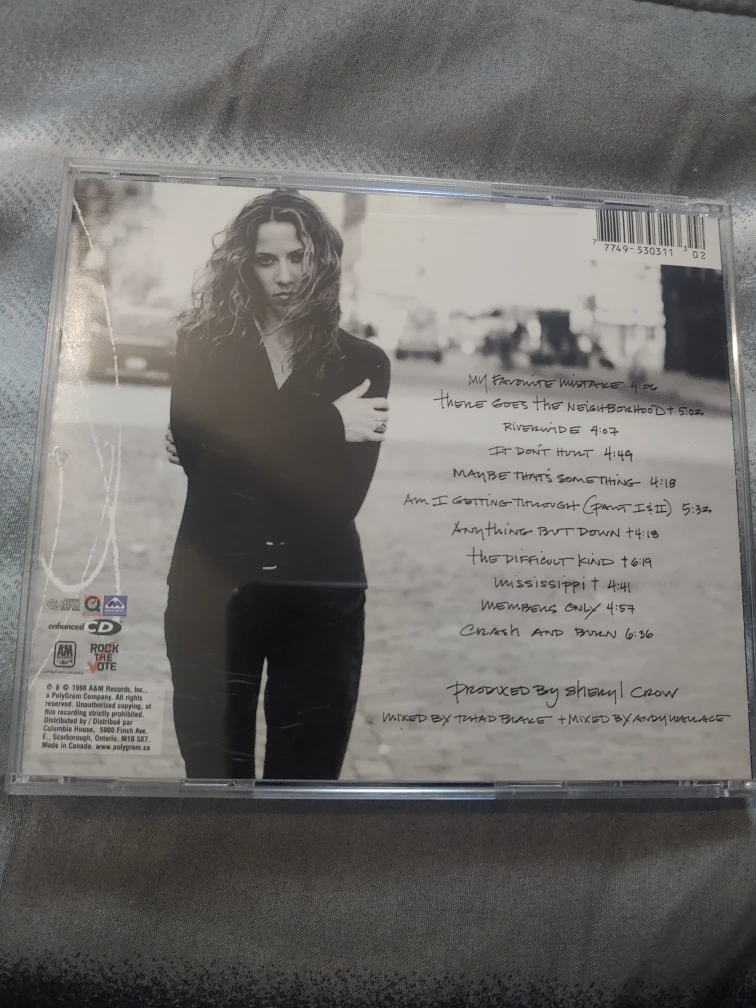 7 7749-530311 3 02
MY FAVORITE MISTAKE 4:06
THERE GOES THE NEIGHBORHOOD† 5:02
RIVERWIDE 4:07
IT DON'T HURT 4:49
MAYBE THAT'S SOMETHING 4:18
AM I GETTING THROUGH (PART I & II) 5:32
ANYTHING BUT DOWN †4:18
THE DIFFICULT KIND †6:19
MISSISSIPPI † 4:41
MEMBERS ONLY 4:57
CRASH AND BURN 6:36
PRODUCED BY SHERYL CROW
MIXED BY TCHAD BLAKE †MIXED BY ANDY WALLACE
enhanced CD
A&M
ROCK
THE
VOTE
℗ & © 1998 A&M Records, Inc.,
a PolyGram Company. All rights
reserved. Unauthorized copying, of
this recording strictly prohibited.
Distributed by / Distribué par
Columbia House, 5900 Finch Ave.
E., Scarborough, Ontario, M1B 5X7.
Made in Canada. www.polygram.ca